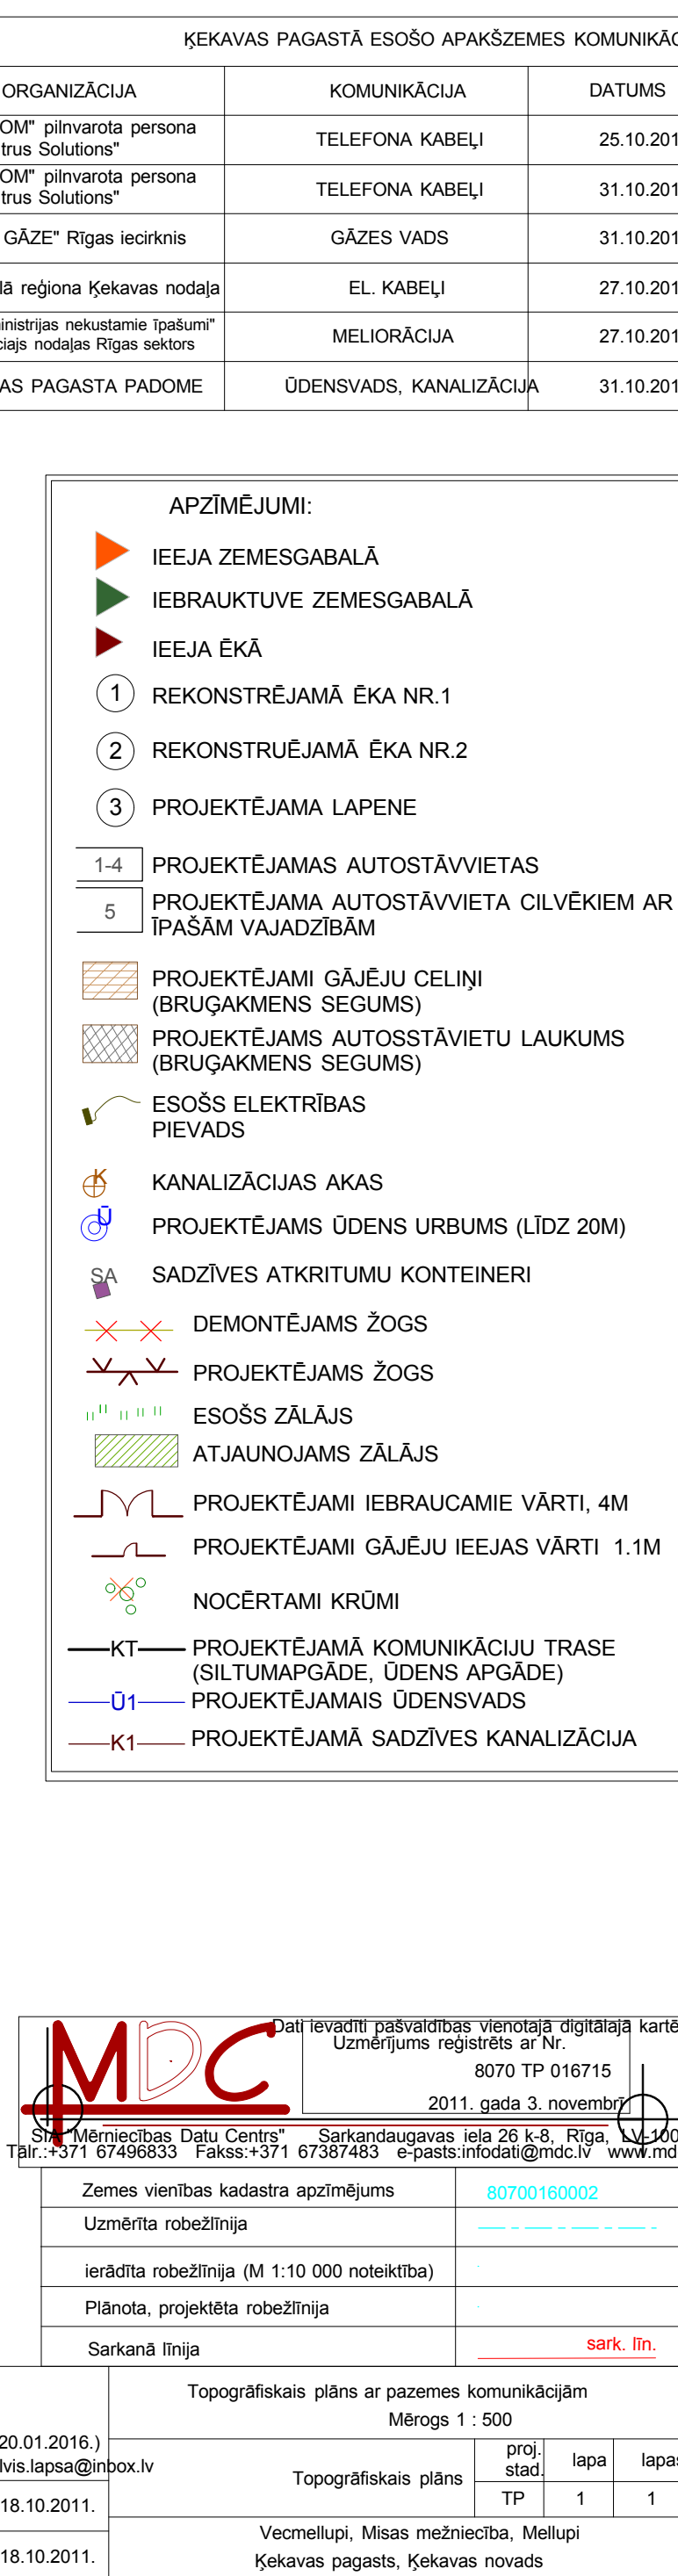 ĶEKAVAS PAGASTĀ ESOŠO APAKŠZEMES
ORGANIZĀCIJA KOMUNIKĀCIJA DATUMS
OM" pilnvarota persona
trus Solutions" TELEFONA KABEĻI 25.10.201
OM" pilnvarota persona
trus Solutions" TELEFONA KABEĻI 31.10.201
GĀZE" Rīgas iecirknis GĀZES VADS 31.10.201
lā reģiona Ķekavas nodaļa EL. KABEĻI 27.10.201
inistrijas nekustamie īpašumi"
ciajs nodaļas Rīgas sektors MELIORĀCIJA 27.10.201
AS PAGASTA PADOME ŪDENSVADS, KANALIZĀCIJA 31.10.201
APZĪMĒJUMI:
IEEJA ZEMESGABALĀ
IEBRAUKTUVE ZEMESGABALĀ
IEEJA ĒKĀ
1 REKONSTRĒJAMĀ ĒKA NR.1
2 REKONSTRUĒJAMĀ ĒKA NR.2
3 PROJEKTĒJAMA LAPENE
1-4 PROJEKTĒJAMAS AUTOSTĀVVIETAS
5 PROJEKTĒJAMA AUTOSTĀVVIETA CILVĒKIEM AR
ĪPAŠĀM VAJADZĪBĀM
PROJEKTĒJAMI GĀJĒJU CELIŅI
(BRUĢAKMENS SEGUMS)
PROJEKTĒJAMS AUTOSSTĀVIETU LAUKUMS
(BRUĢAKMENS SEGUMS)
ESOŠS ELEKTRĪBAS
PIEVADS
K KANALIZĀCIJAS AKAS
Ū PROJEKTĒJAMS ŪDENS URBUMS (LĪDZ 20M)
SA SADZĪVES ATKRITUMU KONTEINERI
DEMONTĒJAMS ŽOGS
PROJEKTĒJAMS ŽOGS
ESOŠS ZĀLĀJS
ATJAUNOJAMS ZĀLĀJS
PROJEKTĒJAMI IEBRAUCAMIE VĀRTI, 4M
PROJEKTĒJAMI GĀJĒJU IEEJAS VĀRTI 1.1M
NOCĒRTAMI KRŪMI
KT PROJEKTĒJAMĀ KOMUNIKĀCIJU TRASE
(SILTUMAPGĀDE, ŪDENS APGĀDE)
Ū1 PROJEKTĒJAMAIS ŪDENSVADS
K1 PROJEKTĒJAMĀ SADZĪVES KANALIZĀCIJA
MDC
Dati ievadīti pašvaldības vienotajā digitālajā kartē
Uzmērījums reģistrēts ar Nr.
8070 TP 016715
2011. gada 3. novembrī
SIA "Mērniecības Datu Centrs" Sarkandaugavas iela 26 k-8, Rīga, LV-100
Tālr.:+371 67496833 Fakss:+371 67387483 e-pasts:infodati@mdc.lv www.md
Zemes vienības kadastra apzīmējums 80700160002
Uzmērīta robežlīnija
ierādīta robežlīnija (M 1:10 000 noteiktība)
Plānota, projektēta robežlīnija
Sarkanā līnija sark. līn.
Topogrāfiskais plāns ar pazemes komunikācijām
Mērogs 1 : 500
20.01.2016.)
lvis.lapsa@inbox.lv
Topogrāfiskais plāns proj. stad. lapa lapas
18.10.2011. TP 1 1
Vecmellupi, Misas mežniecība, Mellupi
18.10.2011. Ķekavas pagasts, Ķekavas novads